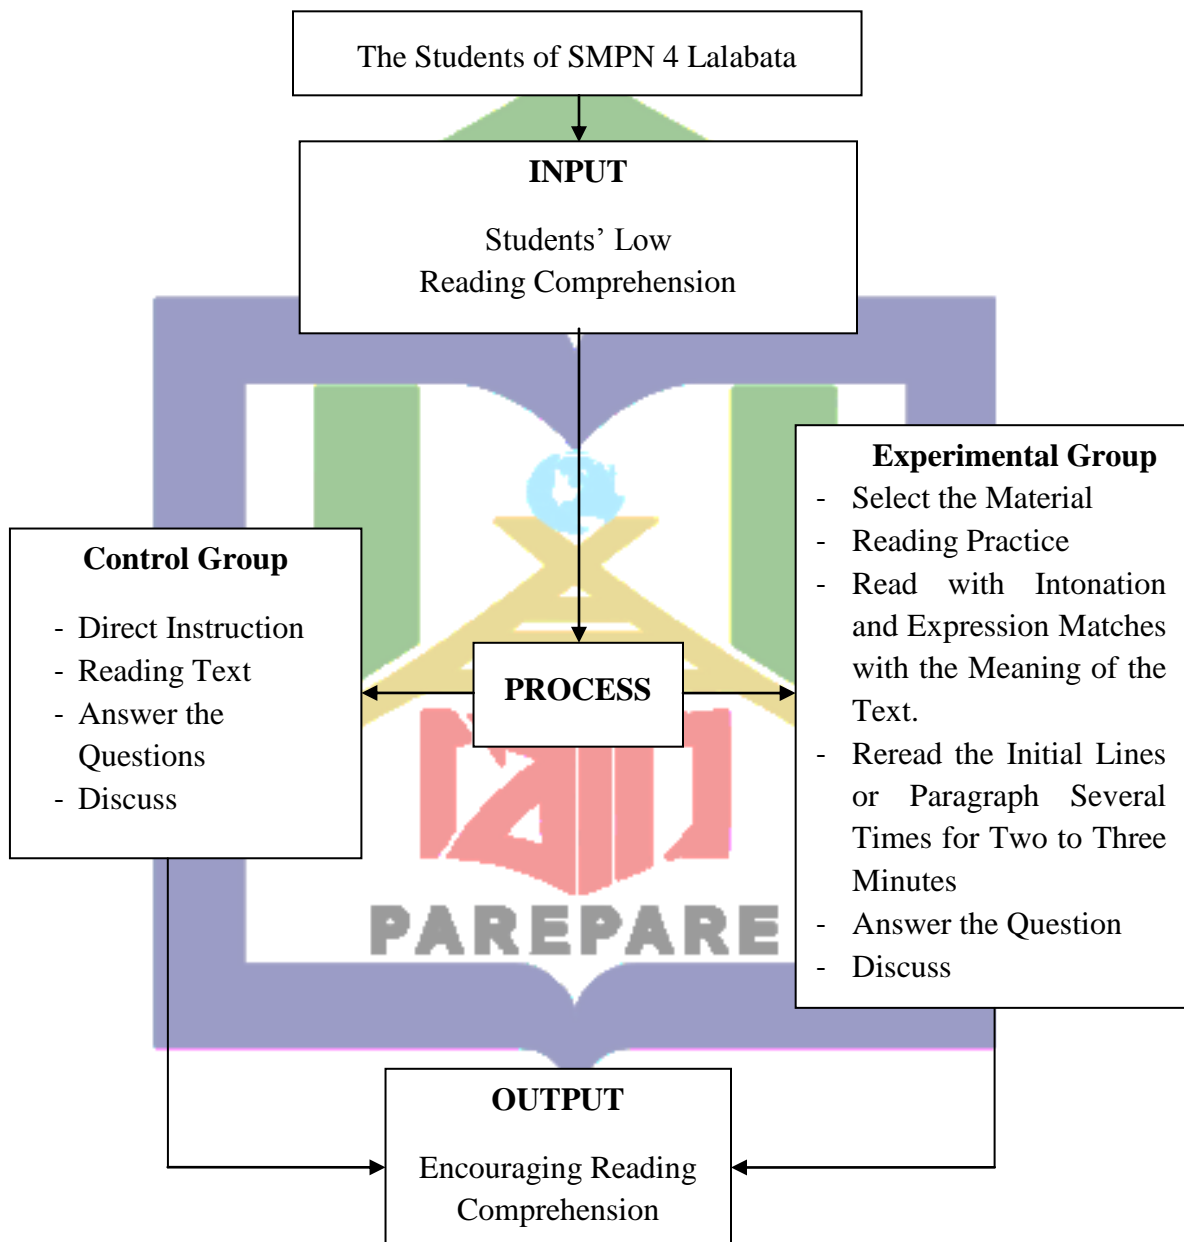 The Students of SMPN 4 Lalabata
INPUT
Students’ Low
Reading Comprehension
Control Group
- Direct Instruction
- Reading Text
- Answer the
Questions
- Discuss
PROCESS
Experimental Group
- Select the Material
- Reading Practice
- Read with Intonation
and Expression Matches
with the Meaning of the
Text.
- Reread the Initial Lines
or Paragraph Several
Times for Two to Three
Minutes
- Answer the Question
- Discuss
PAREPARE
OUTPUT
Encouraging Reading
Comprehension